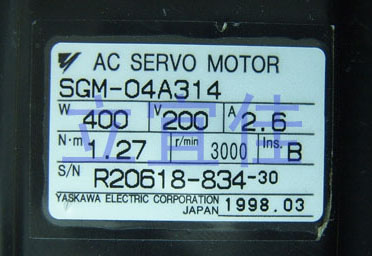 AC SERVO MOTOR
SGM-04A314
W 400 V 200 A 2.6
N·m 1.27 r/min 3000 Ins. B
S/N R20618-834-30
YASKAWA ELECTRIC CORPORATION
JAPAN 1998.03
立宜佳